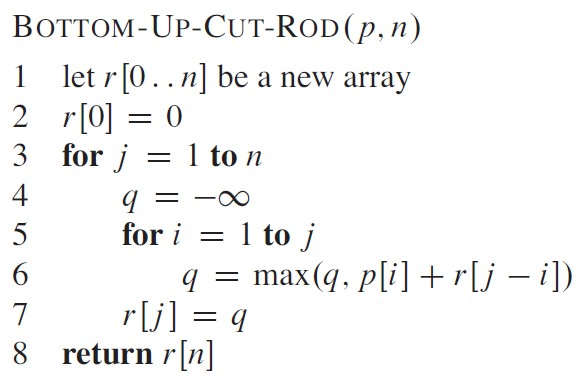 BOTTOM-UP-CUT-ROD(p, n)
1 let r[0..n] be a new array
2 r[0] = 0
3 for j = 1 to n
4 q = −∞
5 for i = 1 to j
6 q = max(q, p[i] + r[j − i])
7 r[j] = q
8 return r[n]